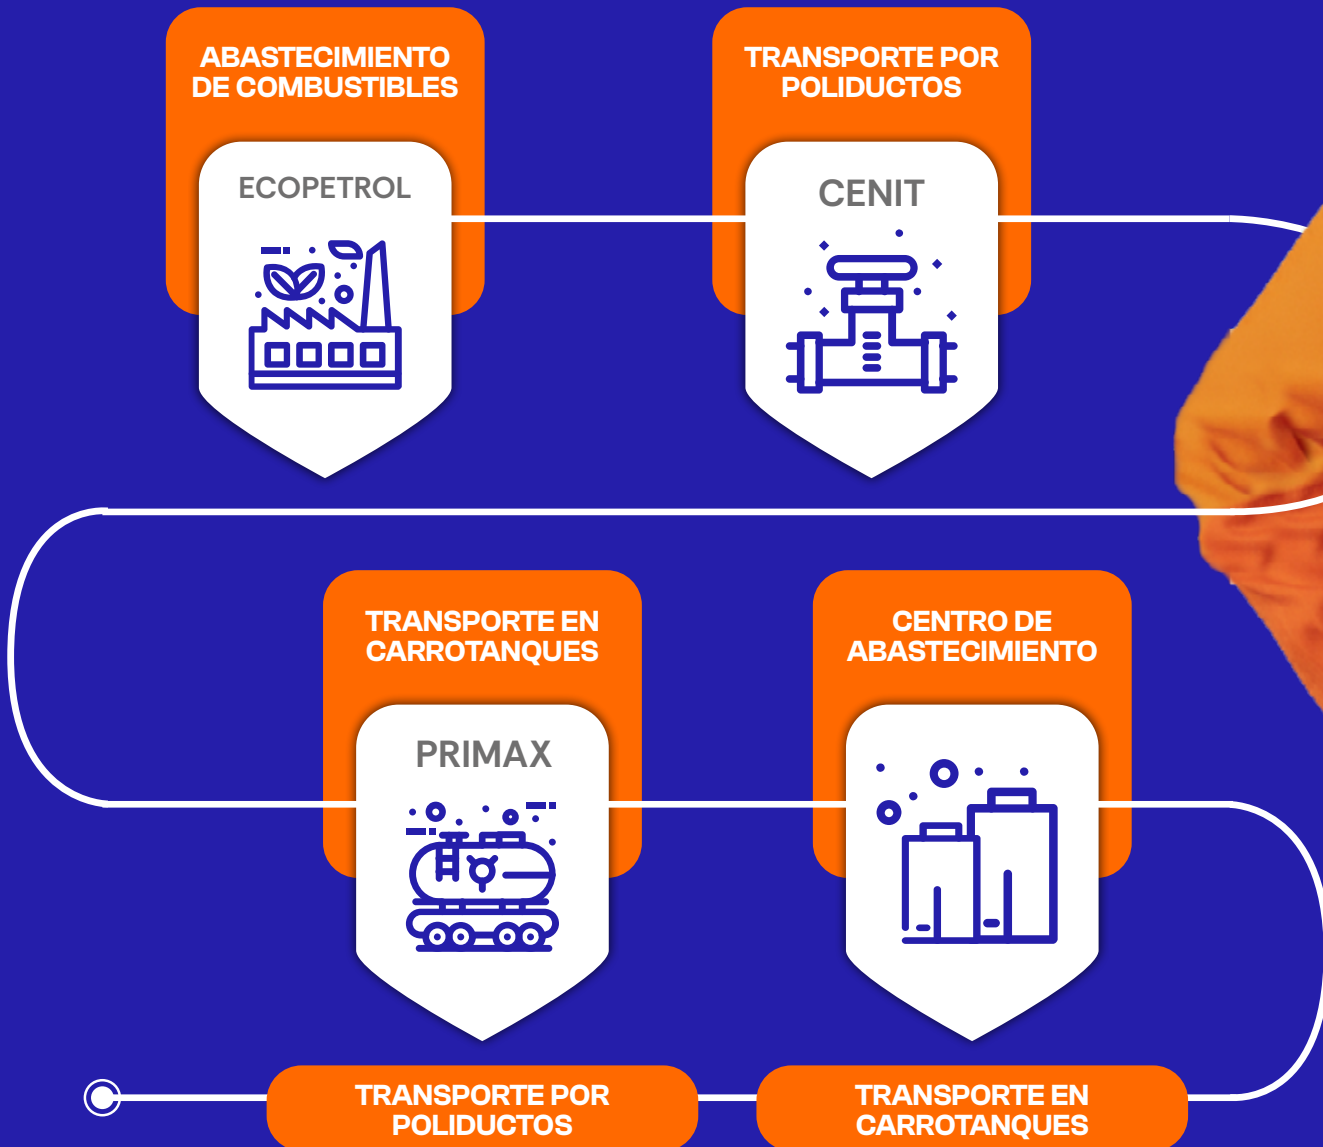 ABASTECIMIENTO
DE COMBUSTIBLES
ECOPETROL
TRANSPORTE POR
POLIDUCTOS
CENIT
TRANSPORTE EN
CARROTANQUES
PRIMAX
CENTRO DE
ABASTECIMIENTO
TRANSPORTE POR
POLIDUCTOS
TRANSPORTE EN
CARROTANQUES